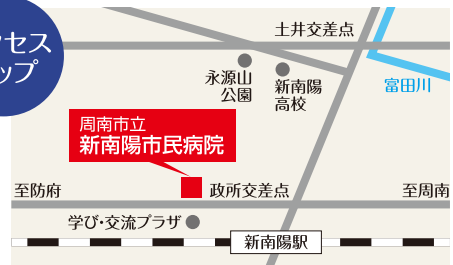 クセス
ップ
土井交差点
永源山
公園
新南陽
高校
富田川
周南市立
新南陽市民病院
至防府
政所交差点
至周南
学び・交流プラザ
新南陽駅